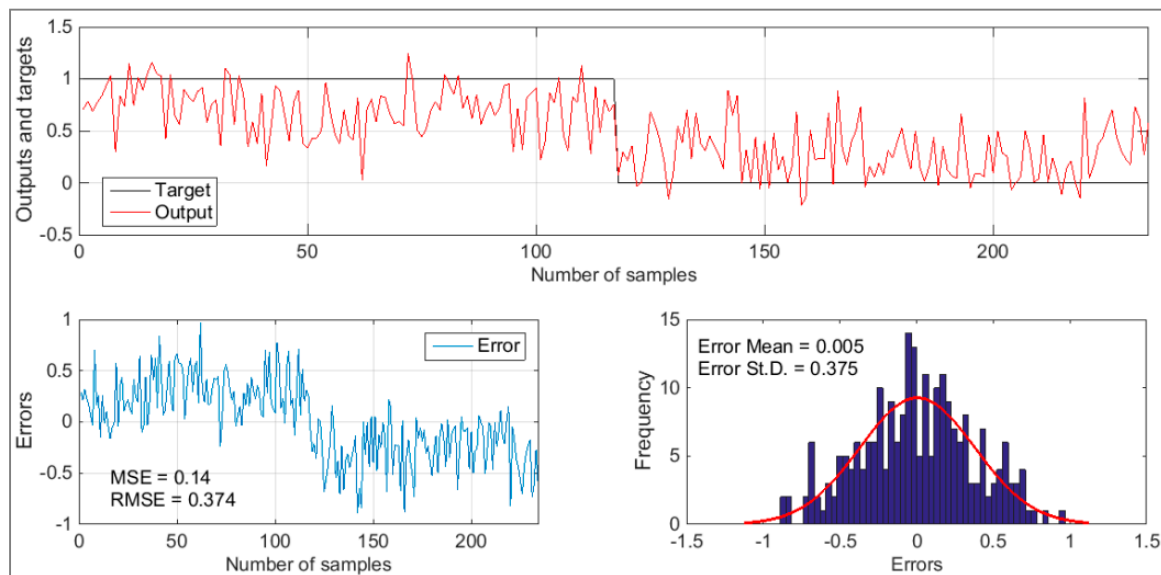 Outputs and targets
1.5
1
0.5
0
-0.5
Target
Output
0 50 100 150 200
Number of samples
Errors
1
0.5
0
-0.5
-1
Error
MSE = 0.14
RMSE = 0.374
0 50 100 150 200
Number of samples
Frequency
15
10
5
0
Error Mean = 0.005
Error St.D. = 0.375
-1.5 -1 -0.5 0 0.5 1 1.5
Errors